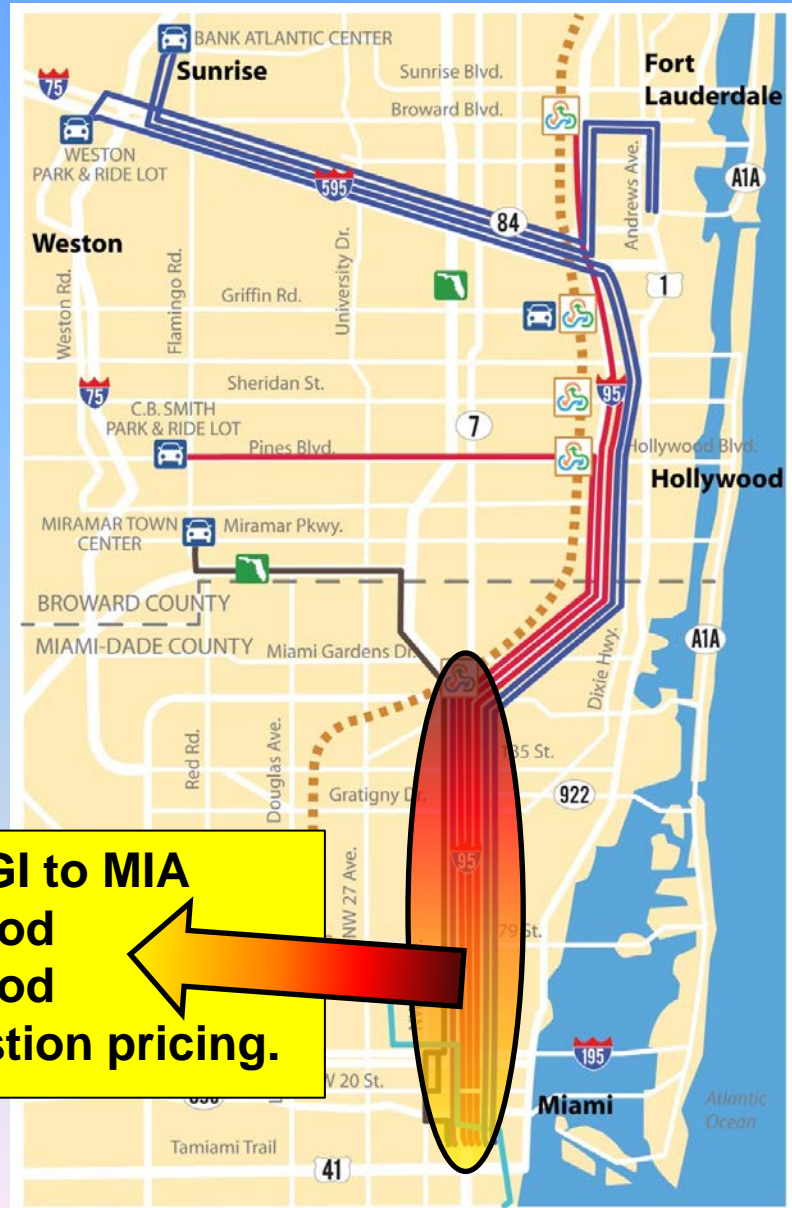 BANK ATLANTIC CENTER
Sunrise
Fort
Lauderdale
75
Sunrise Blvd.
Broward Blvd.
WESTON
PARK & RIDE LOT
595
Andrews Ave.
A1A
84
Weston
Weston Rd.
Flamingo Rd.
University Dr.
Griffin Rd.
1
Sheridan St.
75
95
C.B. SMITH
PARK & RIDE LOT
7
Pines Blvd.
Hollywood Blvd.
Hollywood
MIRAMAR TOWN
CENTER
Miramar Pkwy.
BROWARD COUNTY
MIAMI-DADE COUNTY
Miami Gardens Dr.
A1A
Dixie Hwy.
Red Rd.
Douglas Ave.
135 St.
Gratigny Dr.
922
95
GI to MIA
od
od
stion pricing.
NW 27 Ave.
79 St.
195
W 20 St.
Miami
Atlantic
Ocean
Tamiami Trail
41